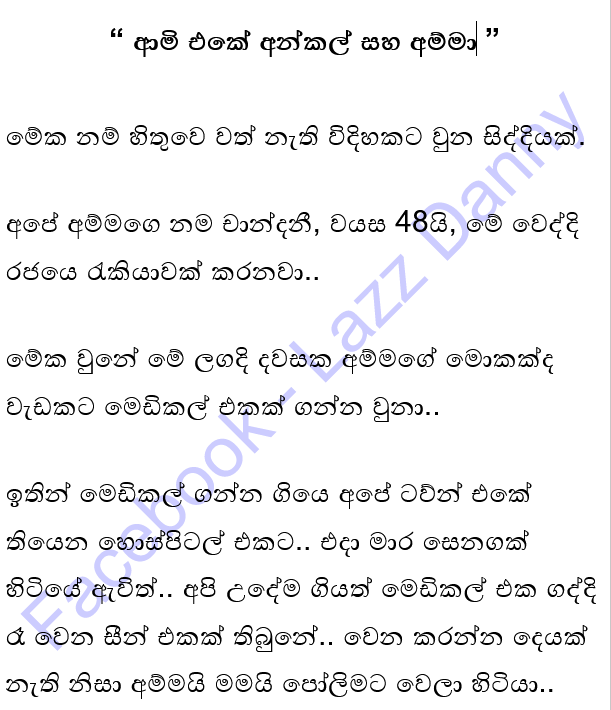 “ ආමි එකේ අන්කල් සහ අම්මා ”
මේක නම් හිතුවෙ වත් නැති විදිහකට වුන සිද්දියක්.
අපේ අම්මගෙ නම චාන්දනී, වයස 48යි, මේ වෙද්දි
රජයෙ රැකියාවක් කරනවා..
මේක වුනේ මේ ලගදි දවසක අම්මගේ මොකක්ද
වැඩකට මෙඩිකල් එකක් ගන්න වුනා..
ඉතින් මෙඩිකල් ගන්න ගියෙ අපේ ටව්න් එකේ
තියෙන හොස්පිටල් එකට.. එදා මාර සෙනගක්
හිටියේ ඇවිත්.. අපි උදේම ගියත් මෙඩිකල් එක ගද්දි
රෑ වෙන සීන් එකක් තිබුනේ.. වෙන කරන්න දෙයක්
නැති නිසා අම්මයි මමයි පෝලිමට වෙලා හිටියා..
Facebook - Lazz Danny